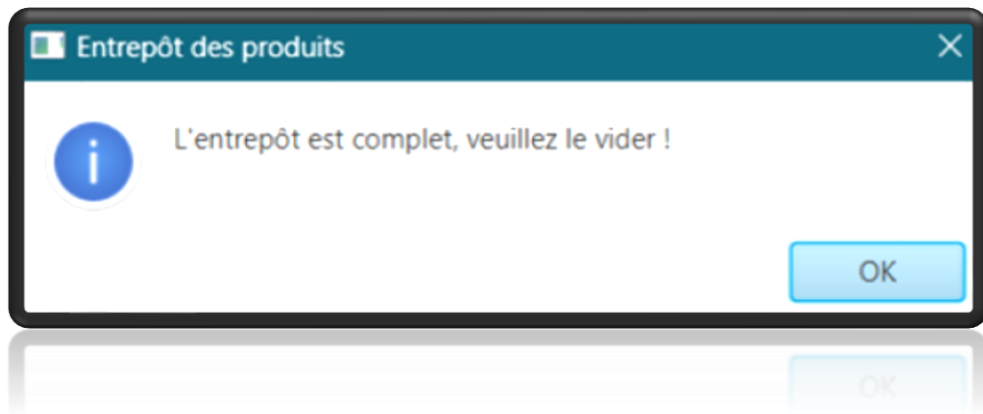 Entrepôt des produits
L'entrepôt est complet, veuillez le vider !
OK